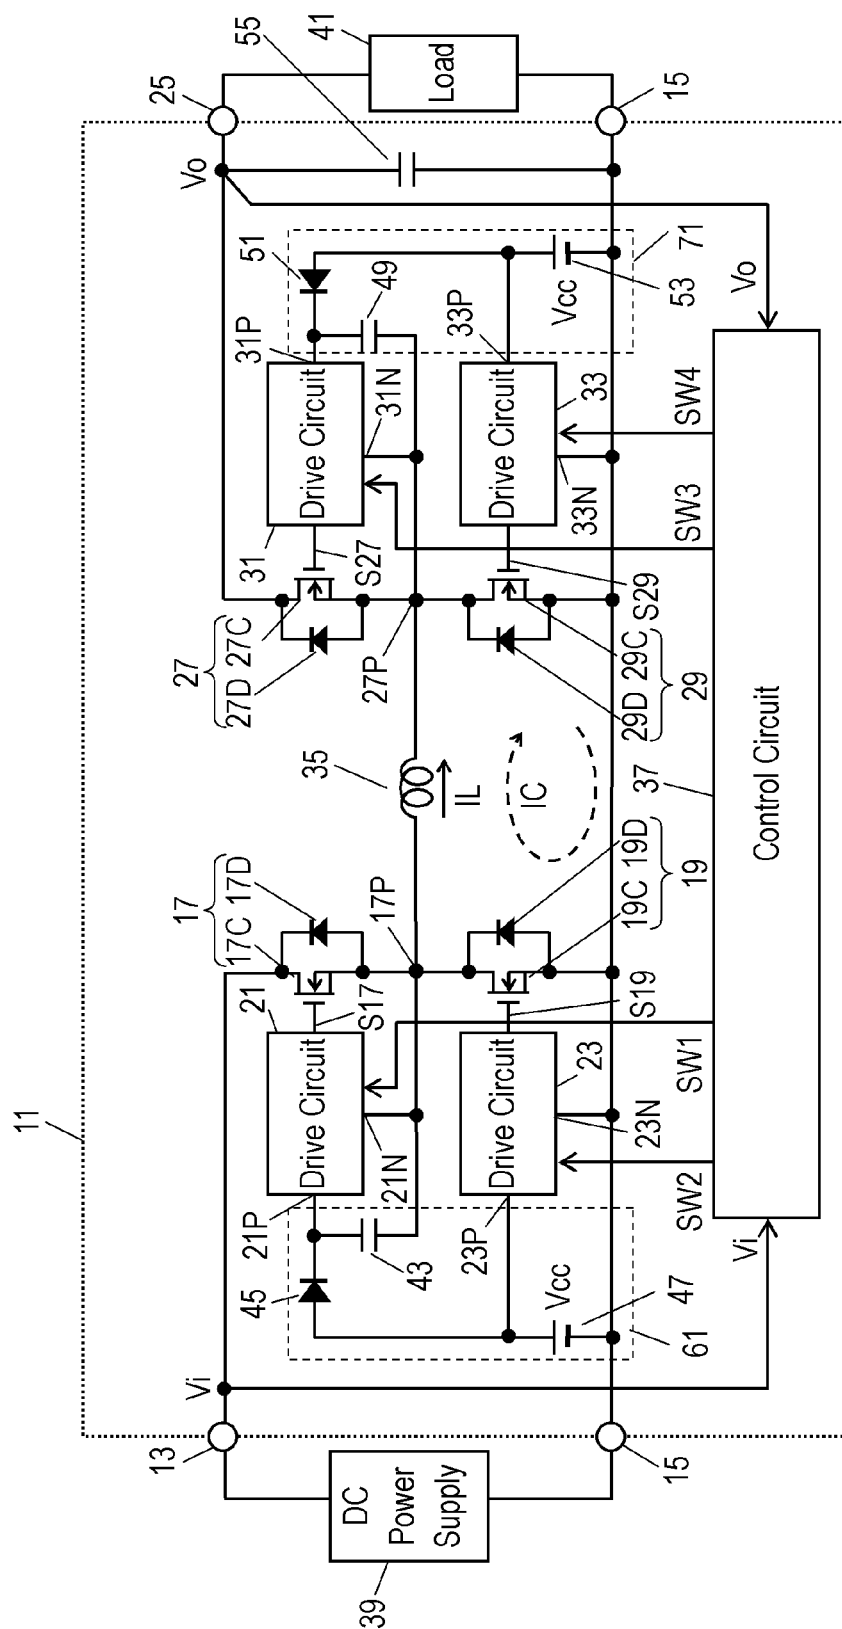 11
13
25
55
41
Vi
Vo
DC
Power
Supply
39
Load
45
21P
21
17
17C 17D
27
27D 27C
31
31P
51
Drive Circuit
S17
S27
Drive Circuit
43
21N
17P
35
27P
31N
49
IL
23P
Drive Circuit
Drive Circuit
33P
Vcc
IC
Vcc
47
23
33
53
61
23N
S19
19C 19D
29D 29C
S29
33N
71
15
19
29
15
Vi
SW2
SW1
37
SW3
SW4
Vo
Control Circuit